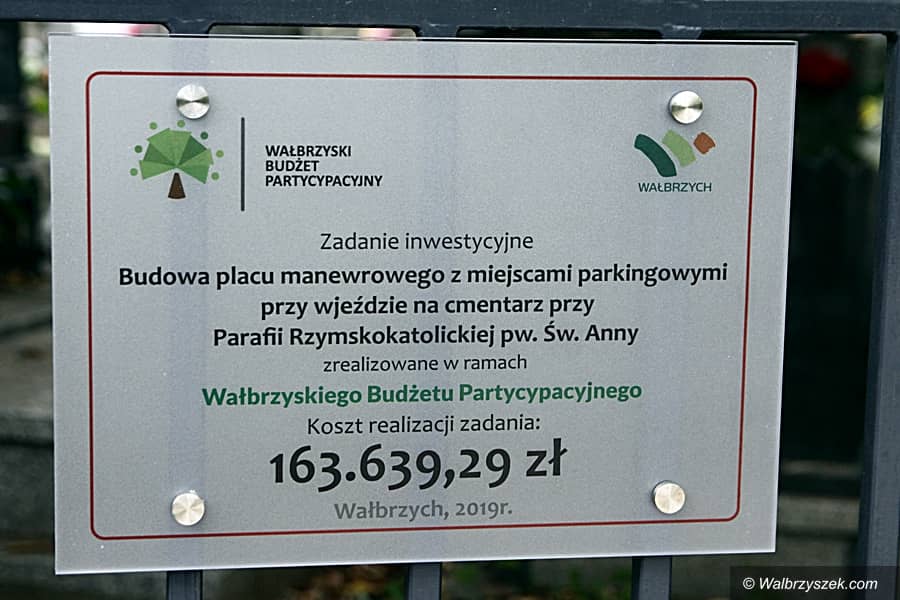 WAŁBRZYSKI
BUDŻET
PARTYCYPACYJNY
WAŁBRZYCH
Zadanie inwestycyjne
Budowa placu manewrowego z miejscami parkingowymi
przy wjeździe na cmentarz przy
Parafii Rzymskokatolickiej pw. Św. Anny
zrealizowane w ramach
Wałbrzyskiego Budżetu Partycypacyjnego
Koszt realizacji zadania:
163.639,29 zł
Wałbrzych, 2019r.
© Walbrzyszek.com